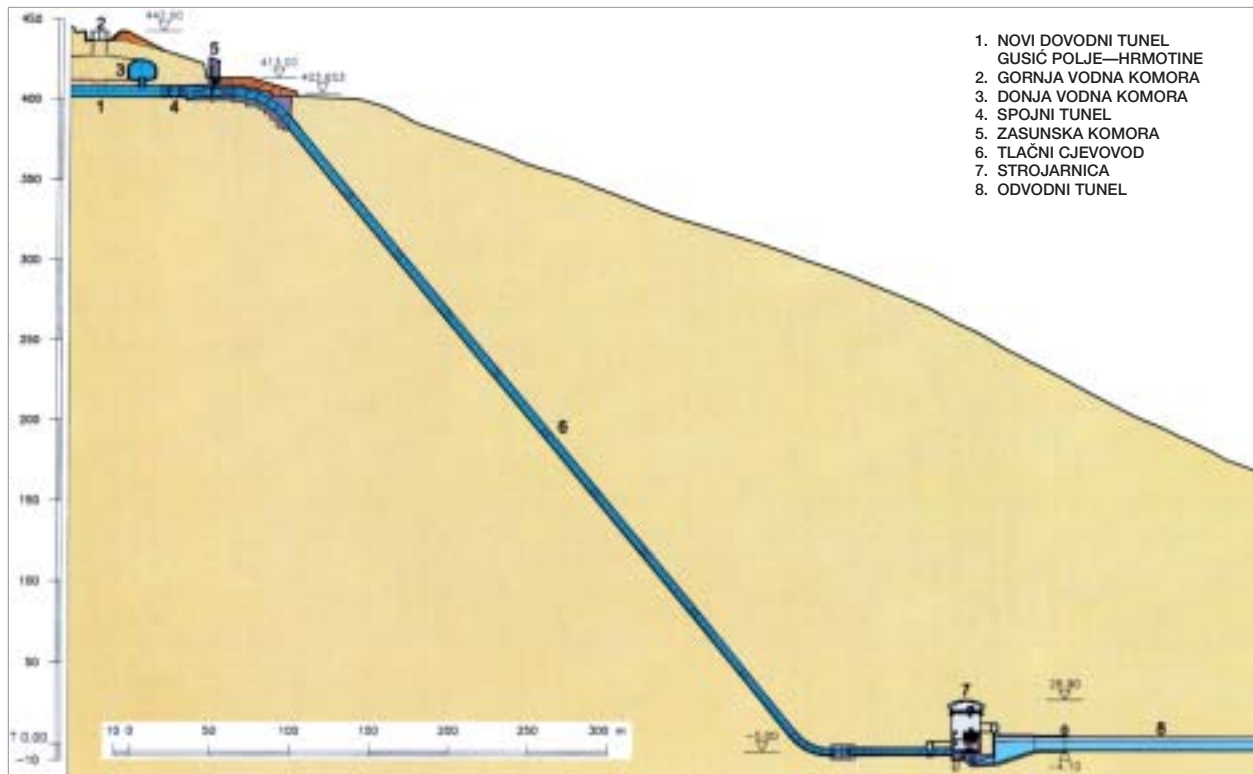 450
400
350
300
250
200
150
100
50
0.00
-10
2
3
5
1
4
6
7
8
10 0 50 100 150 200 250 300 m
-4.10
1. NOVI DOVODNI TUNEL
GUSIĆ POLJE—HRMOTINE
2. GORNJA VODNA KOMORA
3. DONJA VODNA KOMORA
4. SPOJNI TUNEL
5. ZASUNSKA KOMORA
6. TLAČNI CJEVOVOD
7. STROJARNICA
8. ODVODNI TUNEL